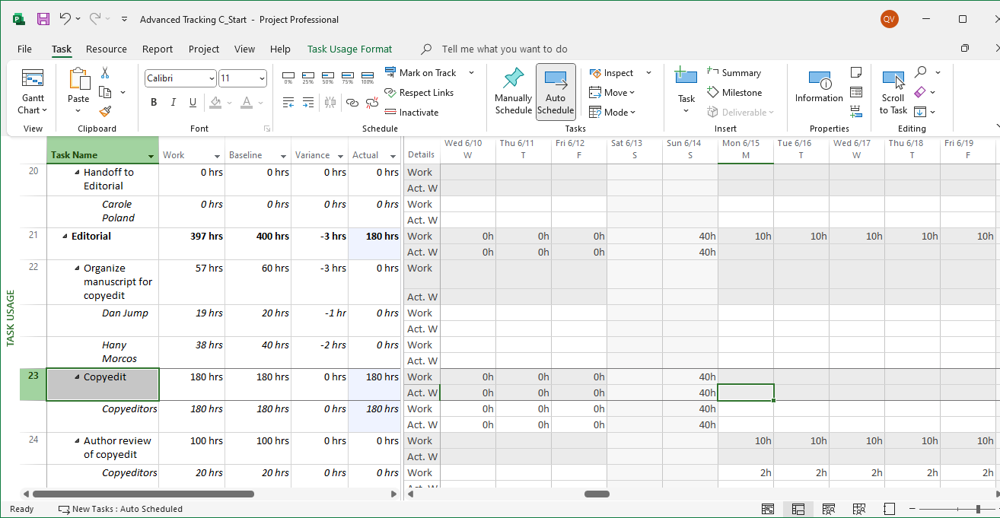 Advanced Tracking C_Start - Project Professional
QV
File Task Resource Report Project View Help Task Usage Format Tell me what you want to do
Gantt Chart
View
Paste
Clipboard
Calibri 11
B I U A
Font
0% 25% 50% 75% 100%
Mark on Track
Respect Links
Inactivate
Schedule
Manually Schedule
Auto Schedule
Inspect
Move
Mode
Tasks
Task
Summary
Milestone
Deliverable
Insert
Information
Properties
Scroll to Task
Editing
Wed 6/10 Thu 6/11 Fri 6/12 Sat 6/13 Sun 6/14 Mon 6/15 Tue 6/16 Wed 6/17 Thu 6/18 Fri 6/19
Task Name Work Baseline Variance Actual Details W T F S S M T W T F
20 Handoff to 0 hrs 0 hrs 0 hrs 0 hrs Work
Editorial Act. W
Carole 0 hrs 0 hrs 0 hrs 0 hrs Work
Poland Act. W
21 Editorial 397 hrs 400 hrs -3 hrs 180 hrs Work 0h 0h 0h 40h 10h 10h 10h 10h 10h
Act. W 0h 0h 0h 40h
22 Organize 57 hrs 60 hrs -3 hrs 0 hrs Work
manuscript for
copyedit Act. W
Dan Jump 19 hrs 20 hrs -1 hr 0 hrs Work
Act. W
Hany 38 hrs 40 hrs -2 hrs 0 hrs Work
Morcos Act. W
23 Copyedit 180 hrs 180 hrs 0 hrs 180 hrs Work 0h 0h 0h 40h
Act. W 0h 0h 0h 40h
Copyeditors 180 hrs 180 hrs 0 hrs 180 hrs Work 0h 0h 0h 40h
Act. W 0h 0h 0h 40h
24 Author review 100 hrs 100 hrs 0 hrs 0 hrs Work 10h 10h 10h 10h 10h
of copyedit Act. W
Copyeditors 20 hrs 20 hrs 0 hrs 0 hrs Work 2h 2h 2h 2h 2h
TASK USAGE
Ready New Tasks : Auto Scheduled